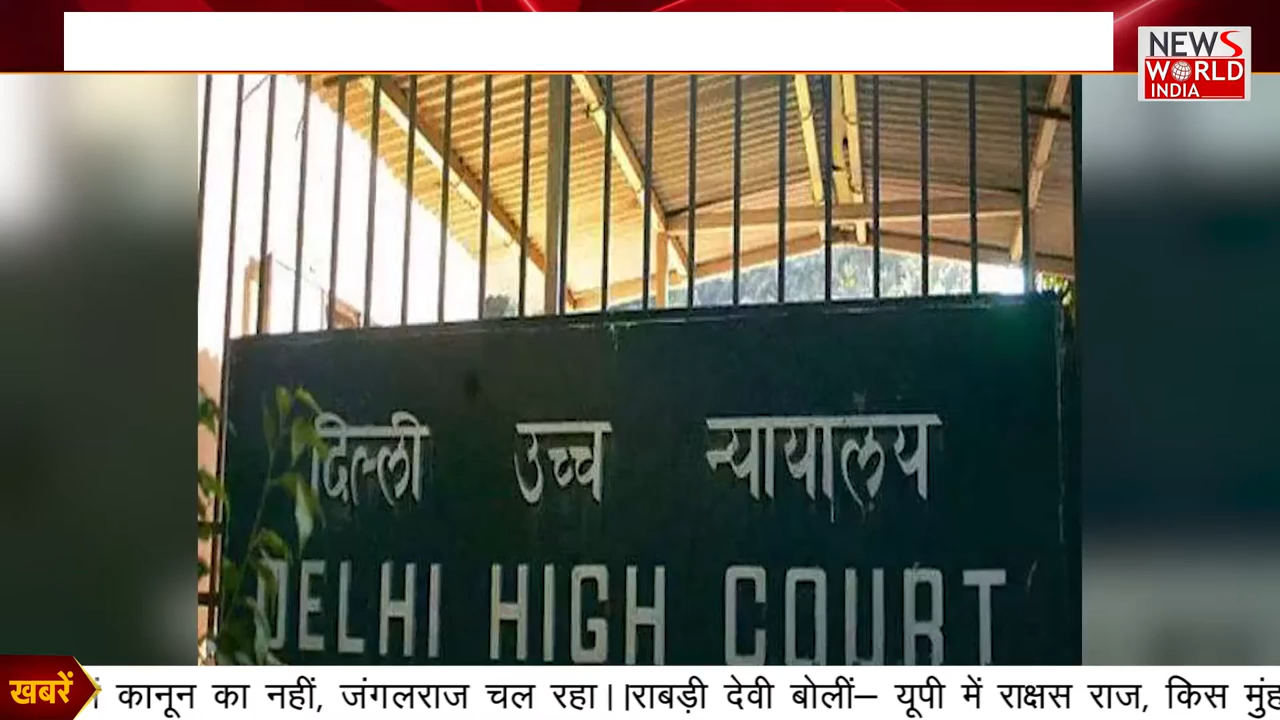 NEWS
WORLD
INDIA
दिल्ली उच्च न्यायालय
DELHI HIGH COURT
खबरें
कानून का नहीं, जंगलराज चल रहा।।राबड़ी देवी बोलीं– यूपी में राक्षस राज, किस